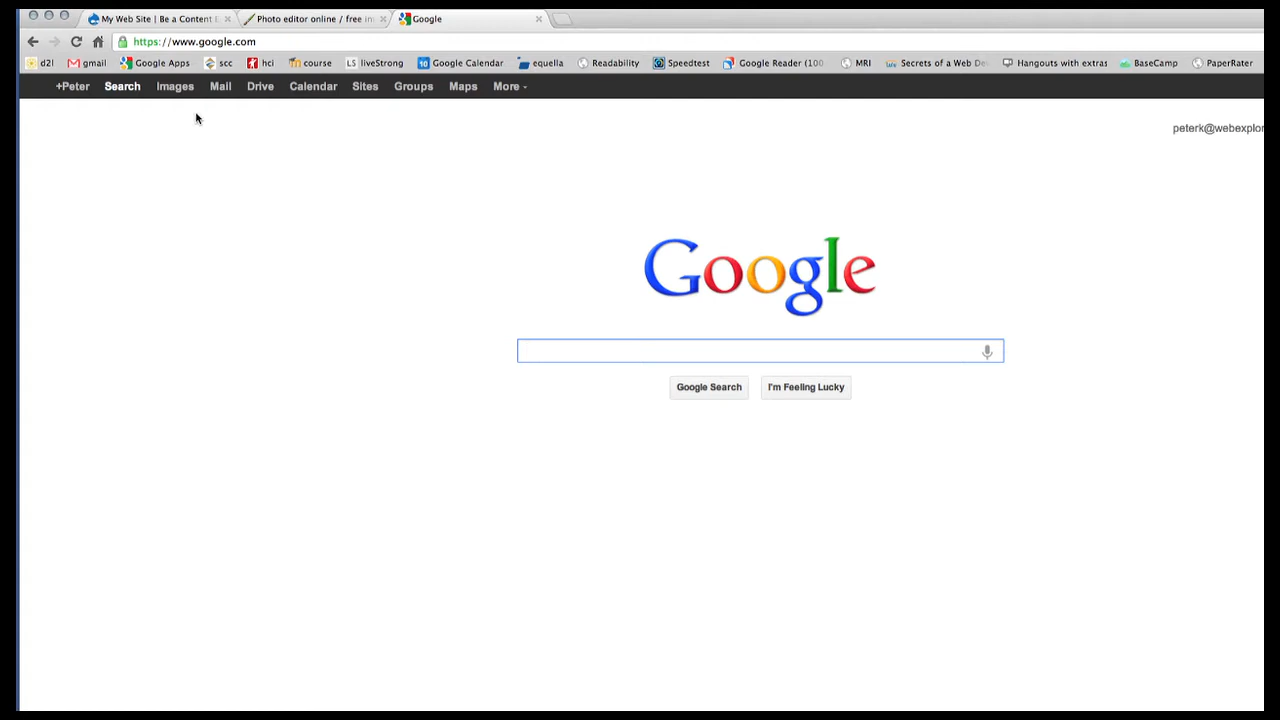 My Web Site | Be a Content E
Photo editor online / free im
Google
https://www.google.com
d2l gmail Google Apps scc hci course LS liveStrong 10 Google Calendar equella Readability Speedtest Google Reader (100 MRI Secrets of a Web De Hangouts with extras BaseCamp PaperRater
+Peter Search Images Mail Drive Calendar Sites Groups Maps More
peterk@webexplor
Google
Google Search I'm Feeling Lucky